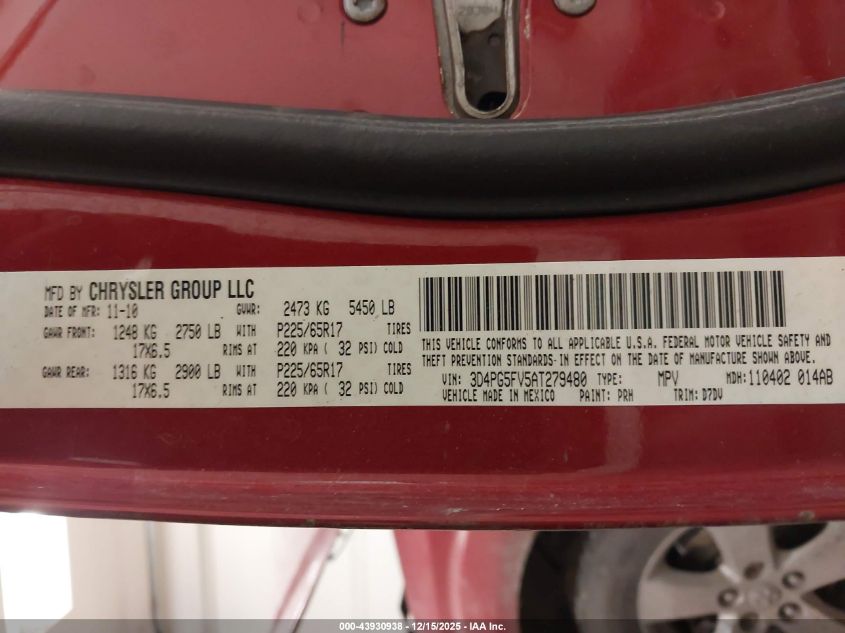 MFD BY CHRYSLER GROUP LLC
DATE OF MFR: 11-10 GVWR: 2473 KG 5450 LB
GAWR FRONT: 1248 KG 2750 LB WITH P225/65R17 TIRES
17X6.5 RIMS AT 220 KPA ( 32 PSI) COLD
GAWR REAR: 1316 KG 2900 LB WITH P225/65R17 TIRES
17X6.5 RIMS AT 220 KPA ( 32 PSI) COLD
THIS VEHICLE CONFORMS TO ALL APPLICABLE U.S.A. FEDERAL MOTOR VEHICLE SAFETY AND
THEFT PREVENTION STANDARDS IN EFFECT ON THE DATE OF MANUFACTURE SHOWN ABOVE.
VIN: 3D4PG5FV5AT279480 TYPE: MPV MDH:110402 014AB
VEHICLE MADE IN MEXICO PAINT: PRH TRIM: D7DV
000-43930938 - 12/15/2025 - IAA Inc.